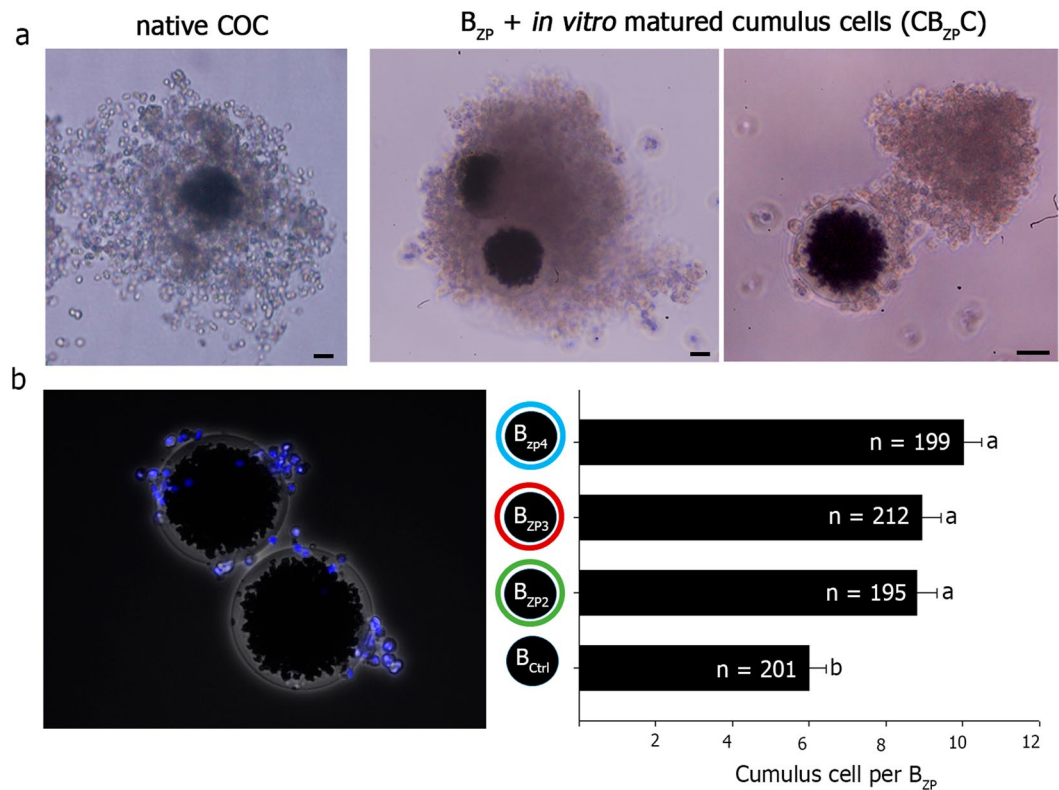 a
native COC
B_ZP + in vitro matured cumulus cells (CB_ZPC)
b
B_zp4
n = 199
a
B_ZP3
n = 212
a
B_ZP2
n = 195
a
B_Ctrl
n = 201
b
2 4 6 8 10 12
Cumulus cell per B_ZP